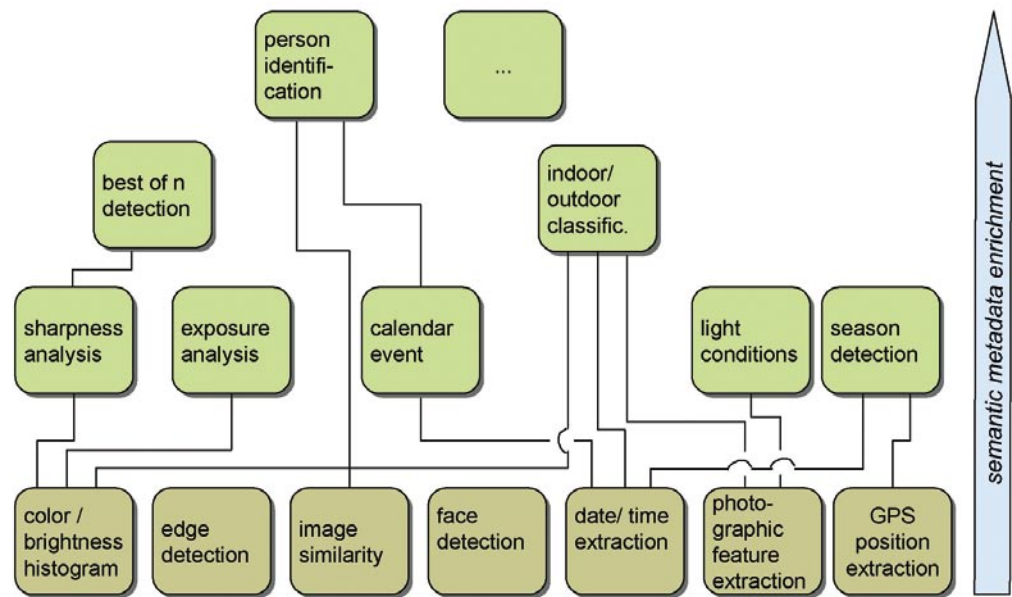 person
identifi-
cation
...
best of n
detection
indoor/
outdoor
classific.
sharpness
analysis
exposure
analysis
calendar
event
light
conditions
season
detection
color /
brightness
histogram
edge
detection
image
similarity
face
detection
date/ time
extraction
photo-
graphic
feature
extraction
GPS
position
extraction
semantic metadata enrichment